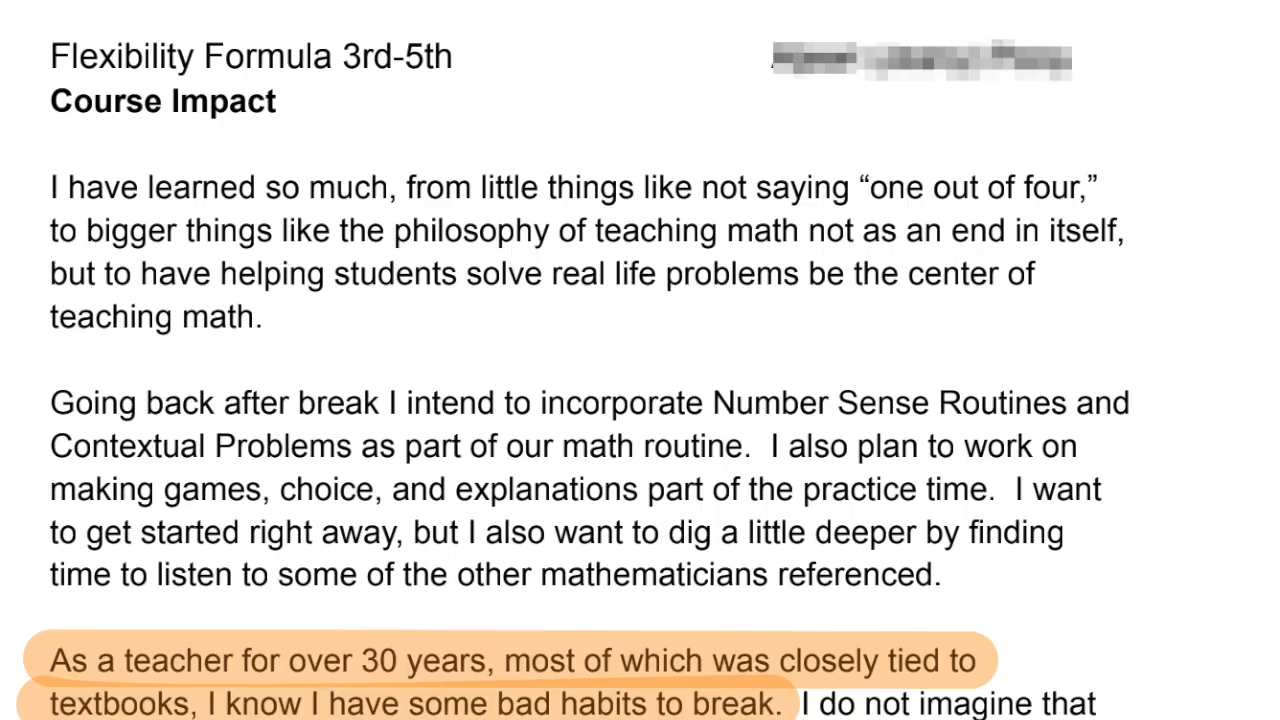 Flexibility Formula 3rd-5th
Course Impact
I have learned so much, from little things like not saying “one out of four,”
to bigger things like the philosophy of teaching math not as an end in itself,
but to have helping students solve real life problems be the center of
teaching math.
Going back after break I intend to incorporate Number Sense Routines and
Contextual Problems as part of our math routine.  I also plan to work on
making games, choice, and explanations part of the practice time.  I want
to get started right away, but I also want to dig a little deeper by finding
time to listen to some of the other mathematicians referenced.
As a teacher for over 30 years, most of which was closely tied to
textbooks, I know I have some bad habits to break.  I do not imagine that